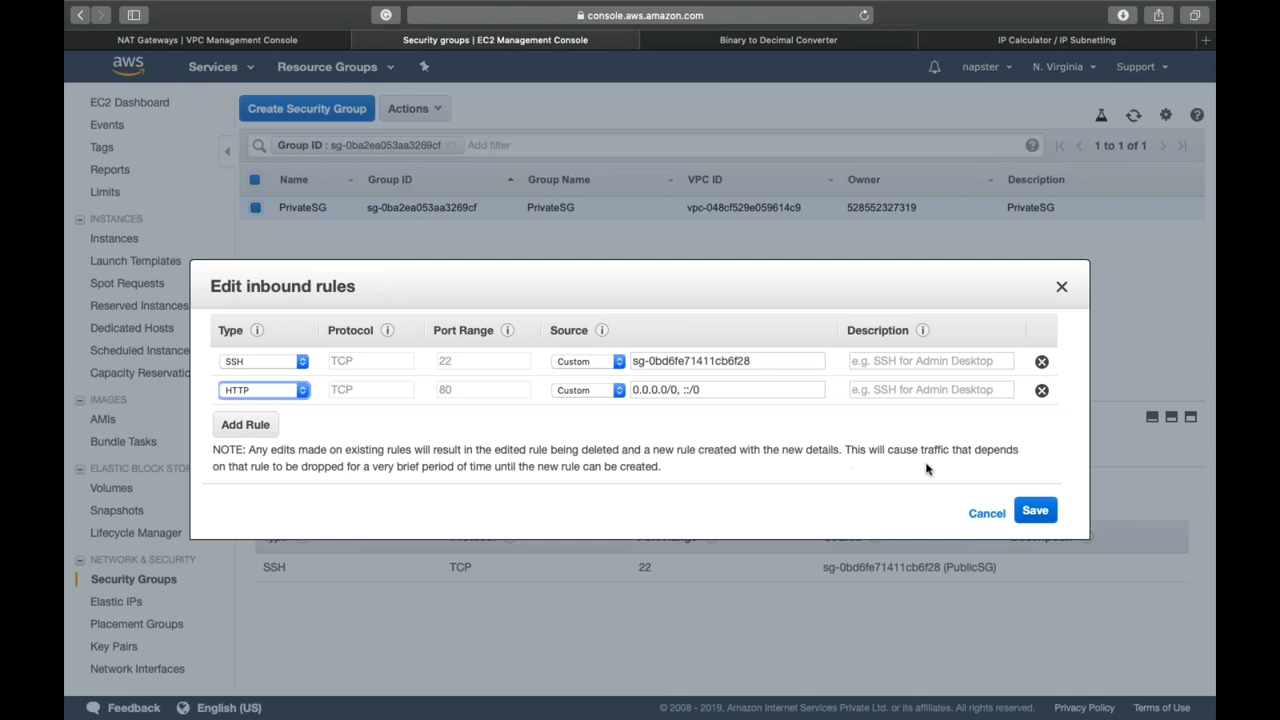 console.aws.amazon.com
NAT Gateways | VPC Management Console
Security groups | EC2 Management Console
Binary to Decimal Converter
IP Calculator / IP Subnetting
aws
Services
Resource Groups
napster
N. Virginia
Support
EC2 Dashboard
Events
Tags
Reports
Limits
INSTANCES
Instances
Launch Templates
Spot Requests
Reserved Instances
Dedicated Hosts
Scheduled Instance
Capacity Reservatio
IMAGES
AMIs
Bundle Tasks
ELASTIC BLOCK STOR
Volumes
Snapshots
Lifecycle Manager
NETWORK & SECURITY
Security Groups
Elastic IPs
Placement Groups
Key Pairs
Network Interfaces
Create Security Group
Actions
Group ID : sg-0ba2ea053aa3269cf
Add filter
1 to 1 of 1
Name Group ID Group Name VPC ID Owner Description
PrivateSG sg-0ba2ea053aa3269cf PrivateSG vpc-048cf529e059614c9 528552327319 PrivateSG
Edit inbound rules
Type Protocol Port Range Source Description
SSH TCP 22 Custom sg-0bd6fe71411cb6f28 e.g. SSH for Admin Desktop
HTTP TCP 80 Custom 0.0.0.0/0, ::/0 e.g. SSH for Admin Desktop
Add Rule
NOTE: Any edits made on existing rules will result in the edited rule being deleted and a new rule created with the new details. This will cause traffic that depends
on that rule to be dropped for a very brief period of time until the new rule can be created.
Cancel
Save
SSH TCP 22 sg-0bd6fe71411cb6f28 (PublicSG)
Feedback
English (US)
© 2008 - 2019, Amazon Internet Services Private Ltd. or its affiliates. All rights reserved.
Privacy Policy
Terms of Use